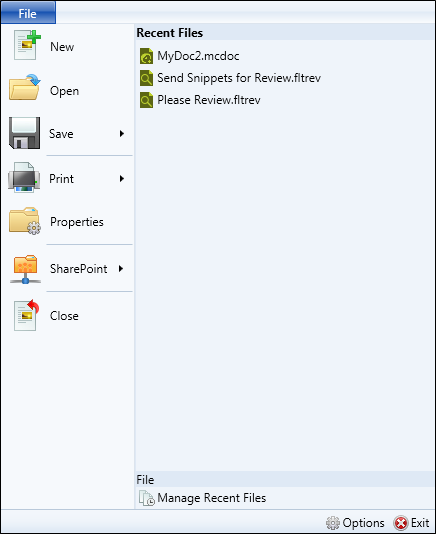 File
New
Open
Save
Print
Properties
SharePoint
Close
Recent Files
MyDoc2.mcdoc
Send Snippets for Review.fltrev
Please Review.fltrev
File
Manage Recent Files
Options
Exit